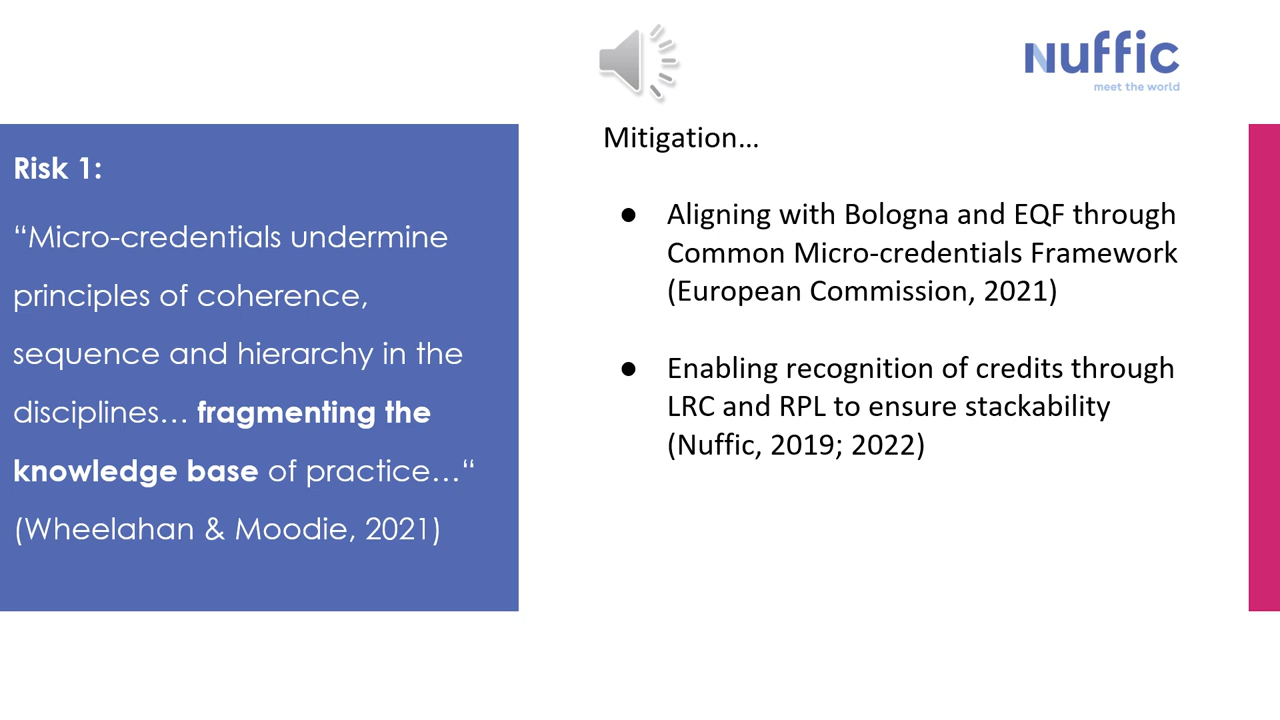 Nuffic
meet the world
Risk 1:
“Micro-credentials undermine
principles of coherence,
sequence and hierarchy in the
disciplines… fragmenting the
knowledge base of practice…“
(Wheelahan & Moodie, 2021)
Mitigation…
● Aligning with Bologna and EQF through
Common Micro-credentials Framework
(European Commission, 2021)
● Enabling recognition of credits through
LRC and RPL to ensure stackability
(Nuffic, 2019; 2022)